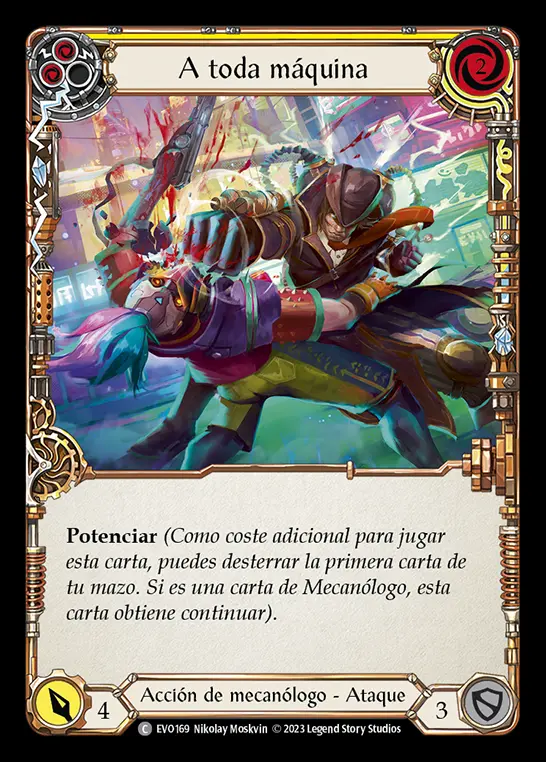 A toda máquina
2
Potenciar (Como coste adicional para jugar
esta carta, puedes desterrar la primera carta de
tu mazo. Si es una carta de Mecanólogo, esta
carta obtiene continuar).
4
Acción de mecanólogo - Ataque
3
C EVO169 Nikolay Moskvin © 2023 Legend Story Studios